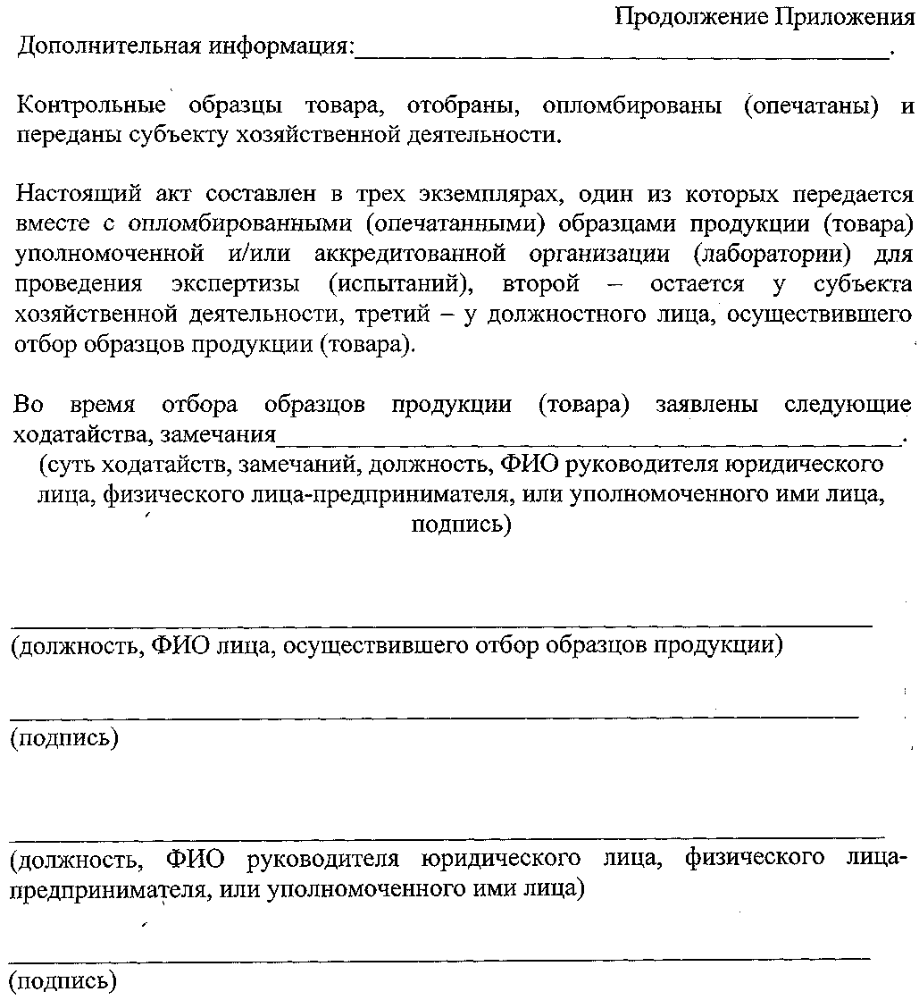 Продолжение Приложения
Дополнительная информация:____________________________________________.
Контрольные образцы товара, отобраны, опломбированы (опечатаны) и
переданы субъекту хозяйственной деятельности.
Настоящий акт составлен в трех экземплярах, один из которых передается
вместе с опломбированными (опечатанными) образцами продукции (товара)
уполномоченной и/или аккредитованной организации (лаборатории) для
проведения экспертизы (испытаний), второй – остается у субъекта
хозяйственной деятельности, третий – у должностного лица, осуществившего
отбор образцов продукции (товара).
Во время отбора образцов продукции (товара) заявлены следующие
ходатайства, замечания____________________________________________________.
(суть ходатайств, замечаний, должность, ФИО руководителя юридического
лица, физического лица-предпринимателя, или уполномоченного ими лица,
подпись)
(должность, ФИО лица, осуществившего отбор образцов продукции)
(подпись)
(должность, ФИО руководителя юридического лица, физического лица-
предпринимателя, или уполномоченного ими лица)
(подпись)